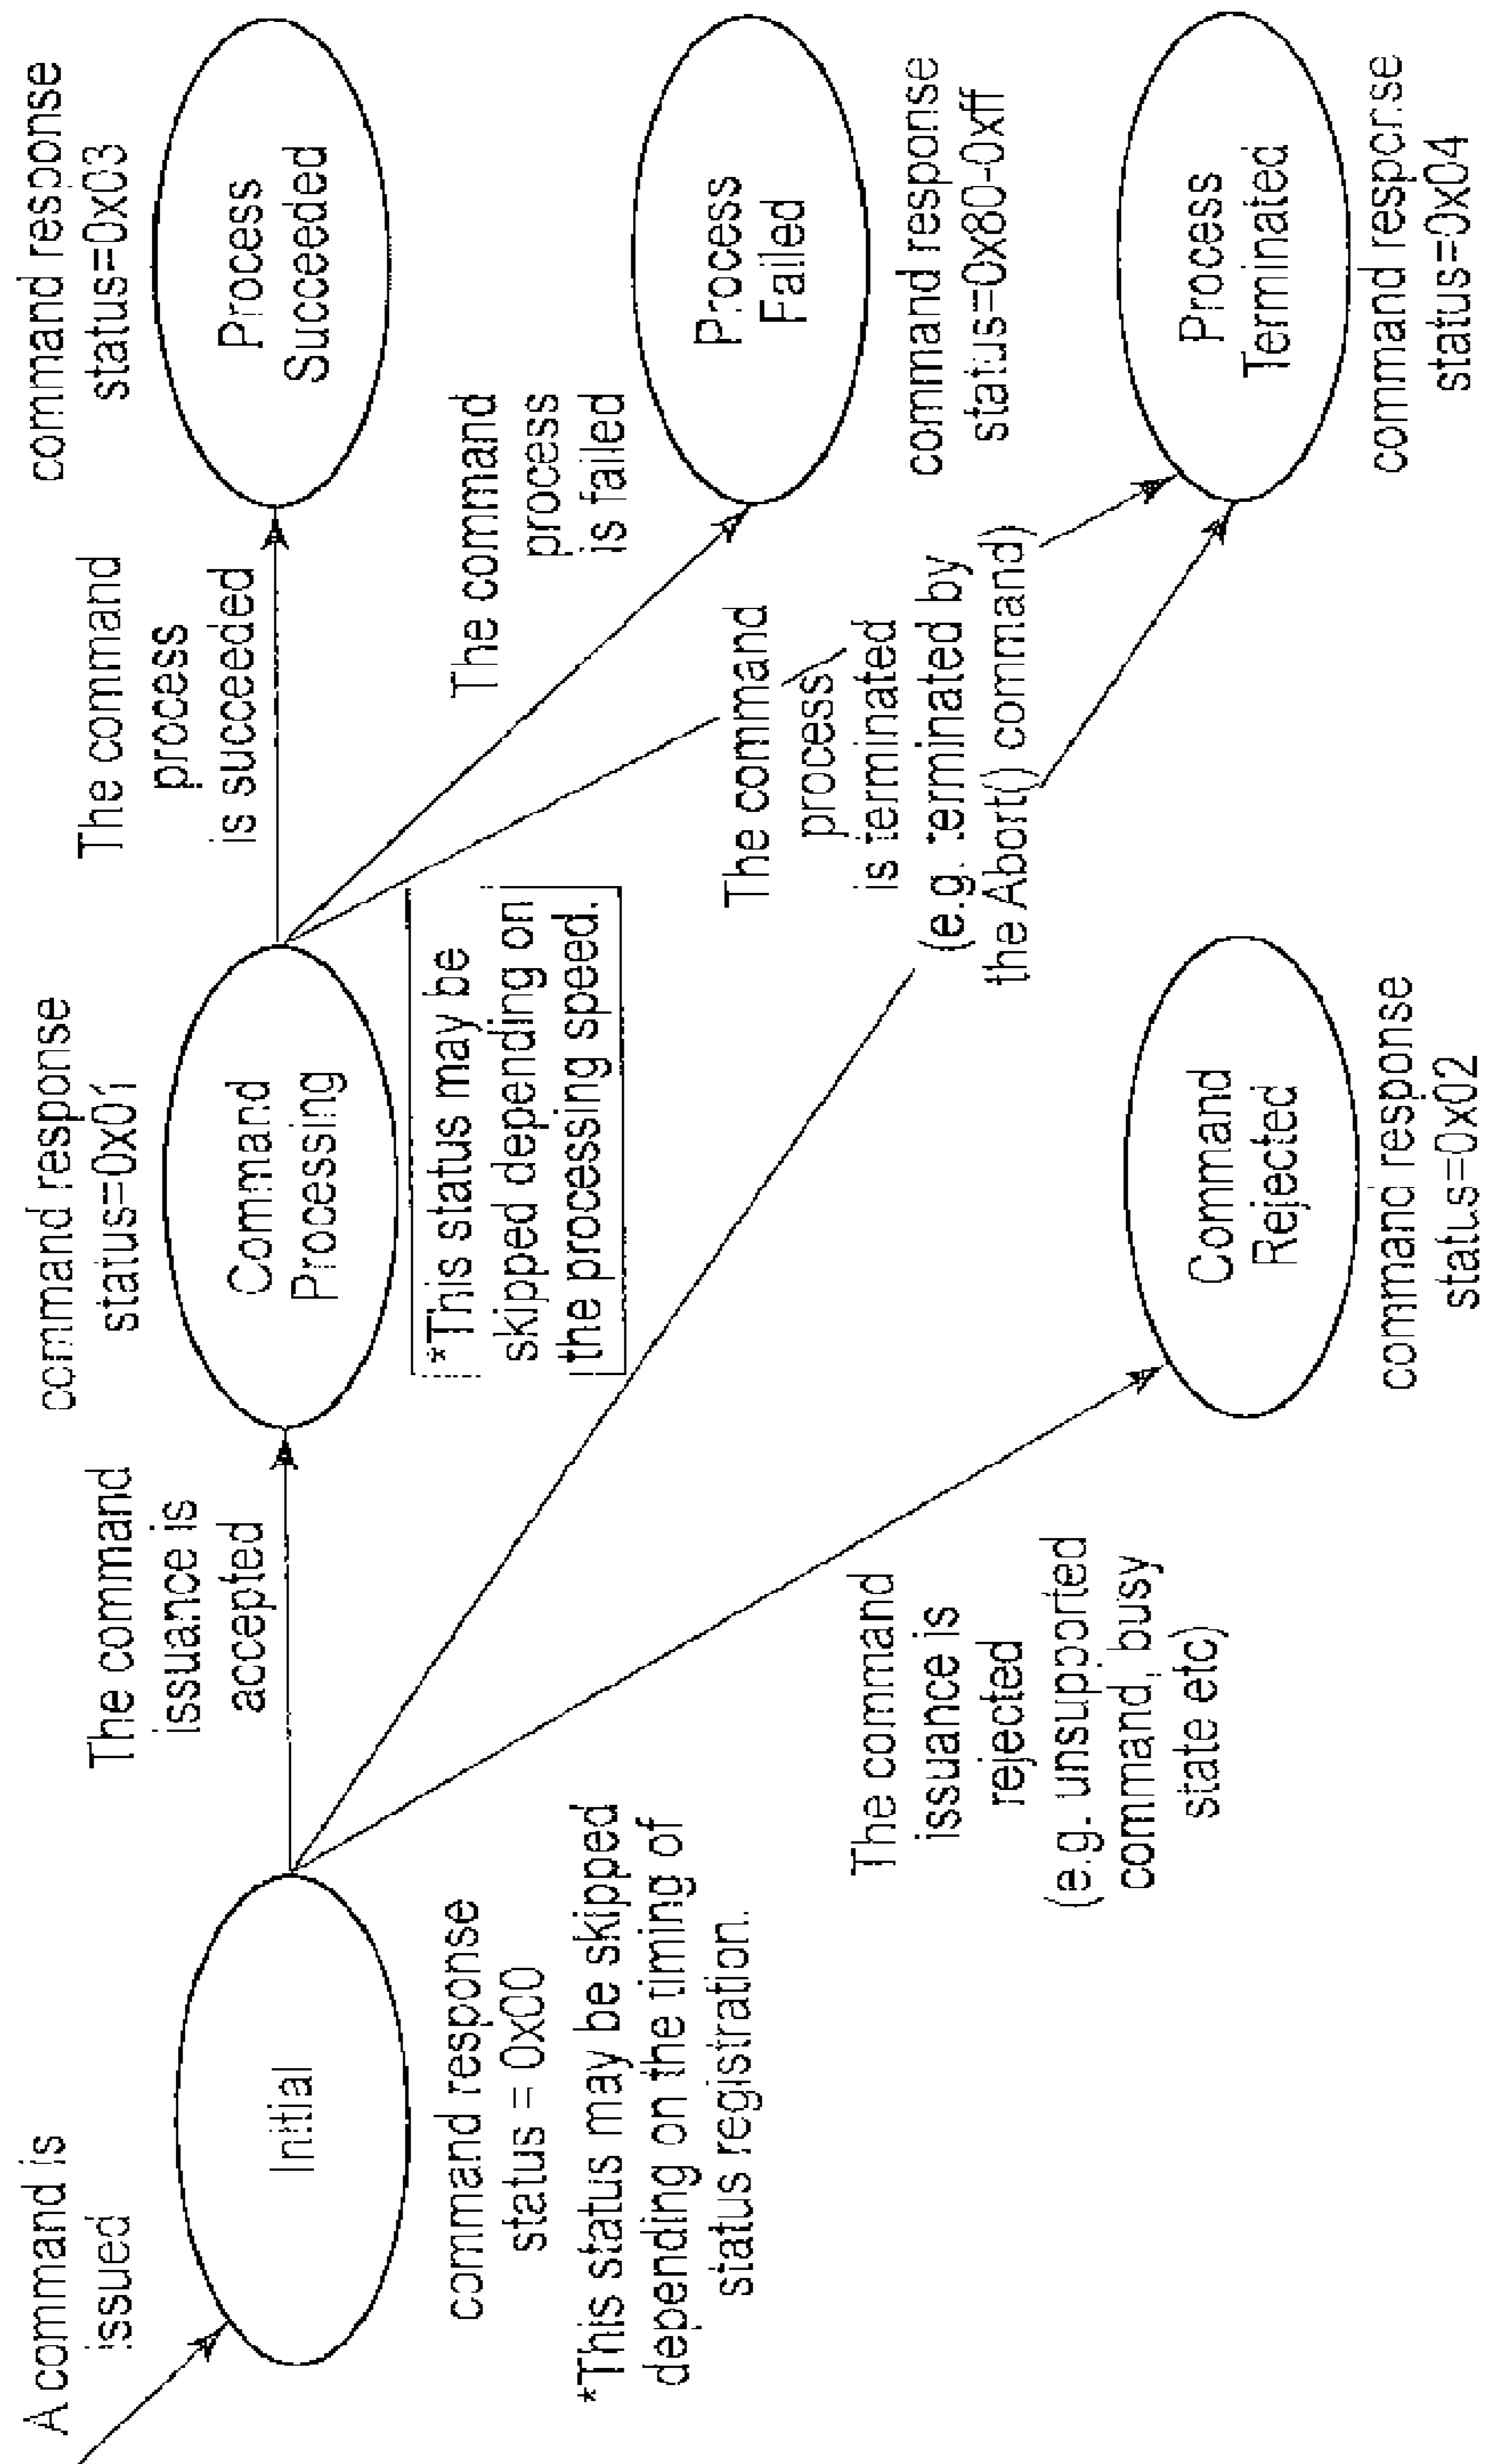 A command is
issued
Initial
command response
status = 0x00
*This status may be skipped
depending on the timing of
status registration.
The command
issuance is
accepted
The command
issuance is
rejected
(e.g. unsupported
command, busy
state etc)
command response
status=0x01
Command
Processing
*This status may be
skipped depending on
the processing speed.
Command
Rejected
command response
status=0x02
The command
process
is succeeded
The command
process
is failed
The command
process
is terminated
(e.g. terminated by
the Abort() command)
command response
status=0x03
Process
Succeeded
Process
Failed
command response
status=0x80-0xff
Process
Terminated
command response
status=0x04